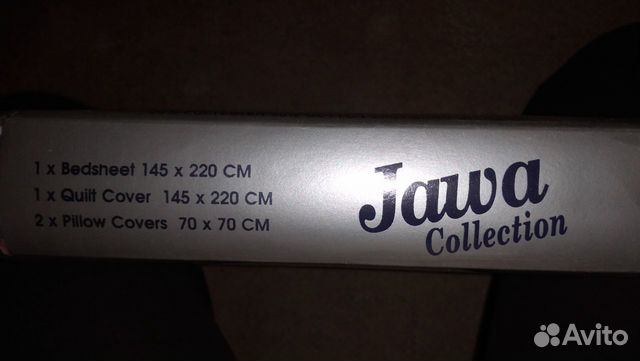 1 x Bedsheet 145 x 220 CM
1 x Quilt Cover 145 x 220 CM
2 x Pillow Covers 70 x 70 CM
Jawa
Collection
Avito